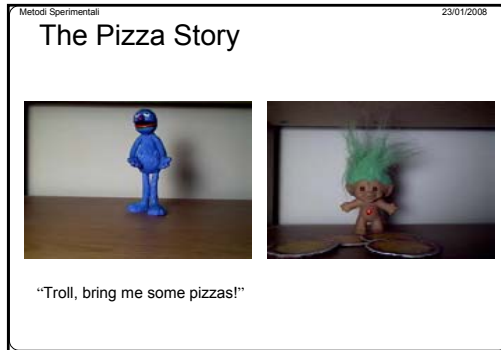 Metodi Sperimentali 23/01/2008
The Pizza Story
“Troll, bring me some pizzas!”